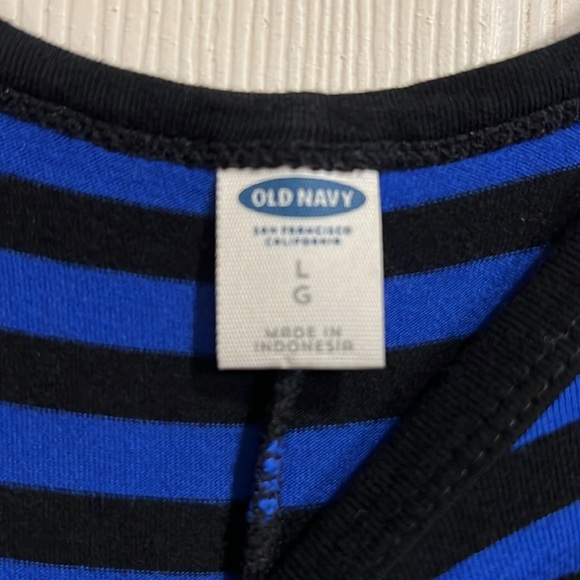 OLD NAVY
SAN FRANCISCO
CALIFORNIA
L
G
MADE IN
INDONESIA